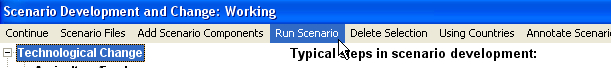 Scenario Development and Change: Working
Continue Scenario Files Add Scenario Components Run Scenario Delete Selection Using Countries Annotate Scenario
Technological Change Typical steps in scenario development: